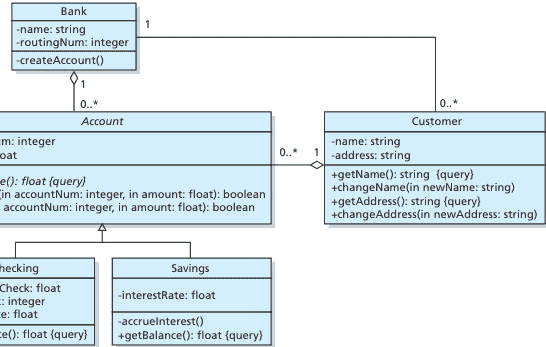 Bank
-name: string
-routingNum: integer
-createAccount()
1
1
0..*
0..*
Account
: integer
(): float {query}
(in accountNum: integer, in amount: float): boolean
accountNum: integer, in amount: float): boolean
0..*
1
Customer
-name: string
-address: string
+getName(): string {query}
+changeName(in newName: string)
+getAddress(): string {query}
+changeAddress(in newAddress: string)
Check: float
: integer
: float
(): float {query}
Savings
-interestRate: float
-accrueInterest()
+getBalance(): float {query}